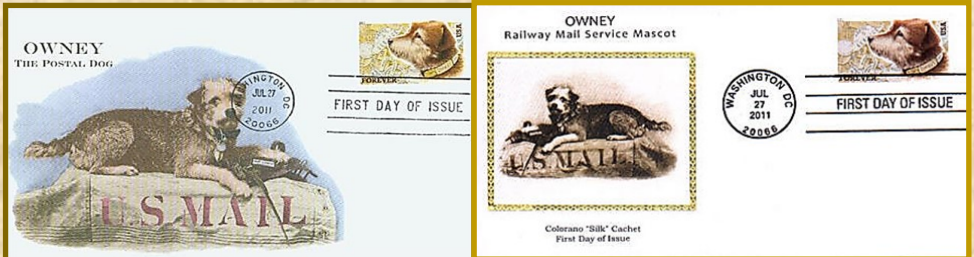 OWNEY
THE POSTAL DOG
USA
FOREVER
WASHINGTON DC
JUL 27
2011
20066
FIRST DAY OF ISSUE
U.S MAIL
OWNEY
Railway Mail Service Mascot
USA
FOREVER
WASHINGTON DC
JUL
27
2011
20066
FIRST DAY OF ISSUE
U.S MAIL
Colorano "Silk" Cachet
First Day of Issue